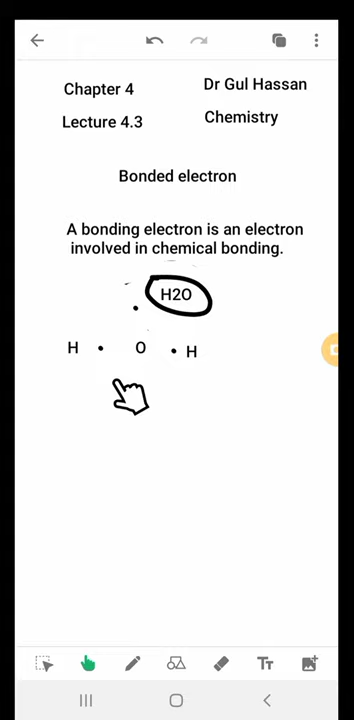 Chapter 4 Dr Gul Hassan
Lecture 4.3 Chemistry
Bonded electron
A bonding electron is an electron
involved in chemical bonding.
H2O
H • O • H
Tт